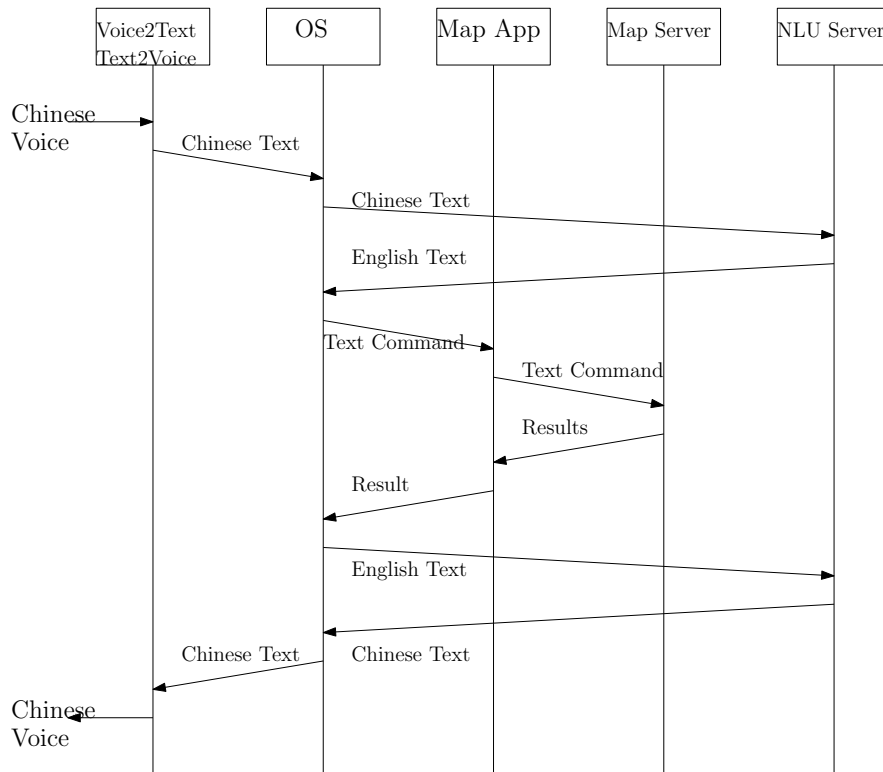 Voice2Text
Text2Voice
OS
Map App
Map Server
NLU Server
Chinese
Voice
Chinese Text
Chinese Text
English Text
Text Command
Text Command
Results
Result
English Text
Chinese Text
Chinese Text
Chinese
Voice